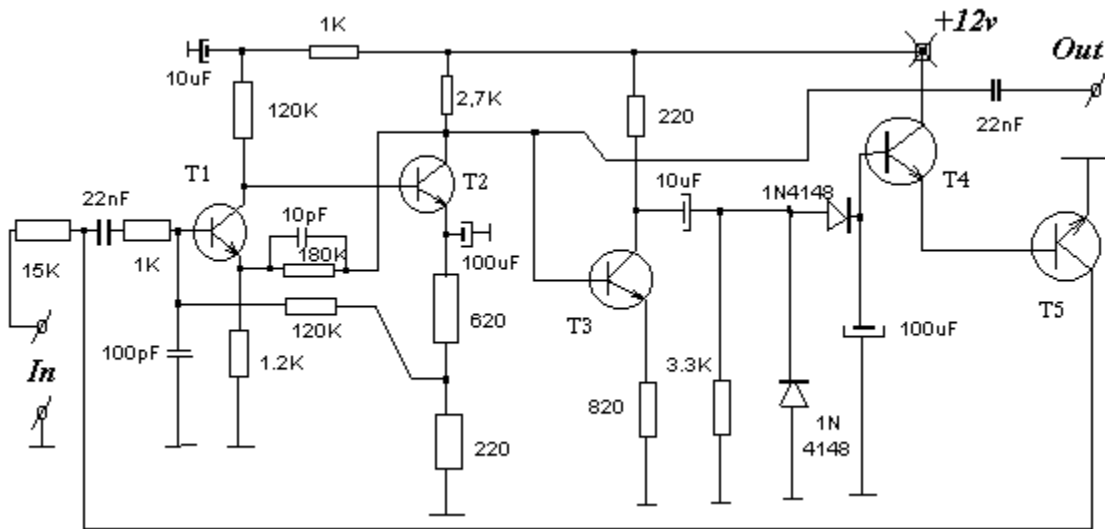 +12v
1K
Out
10uF
120K
2,7K
220
22nF
T1
T2
T4
22nF
10pF
10uF
1N4148
15K
1K
180K
100uF
T5
120K
620
T3
100uF
In
100pF
1.2K
3.3K
820
1N
4148
220